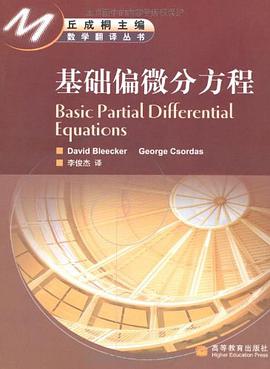 M
丘成桐主编
数学翻译丛书
基础偏微分方程
Basic Partial Differential
Equations
David Bleecker George Csordas
李俊杰 译
高等教育出版社
Higher Education Press